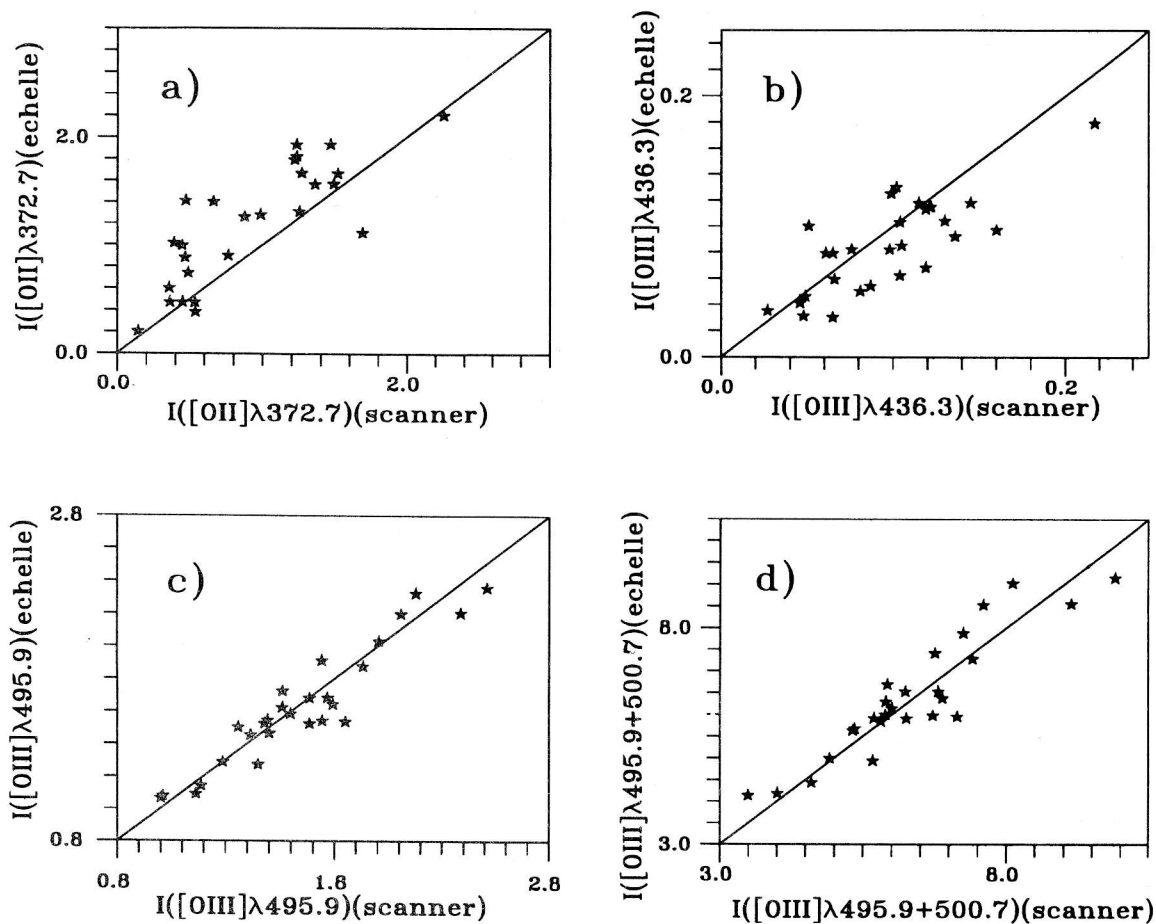 a)
I([OII]λ372.7)(echelle)
2.0
0.0
0.0 2.0
I([OII]λ372.7)(scanner)
b)
I([OIII]λ436.3)(echelle)
0.2
0.0
0.0 0.2
I([OIII]λ436.3)(scanner)
c)
I([OIII]λ495.9)(echelle)
2.8
0.8
0.8 1.8 2.8
I([OIII]λ495.9)(scanner)
d)
I([OIII]λ495.9+500.7)(echelle)
8.0
3.0
3.0 8.0
I([OIII]λ495.9+500.7)(scanner)